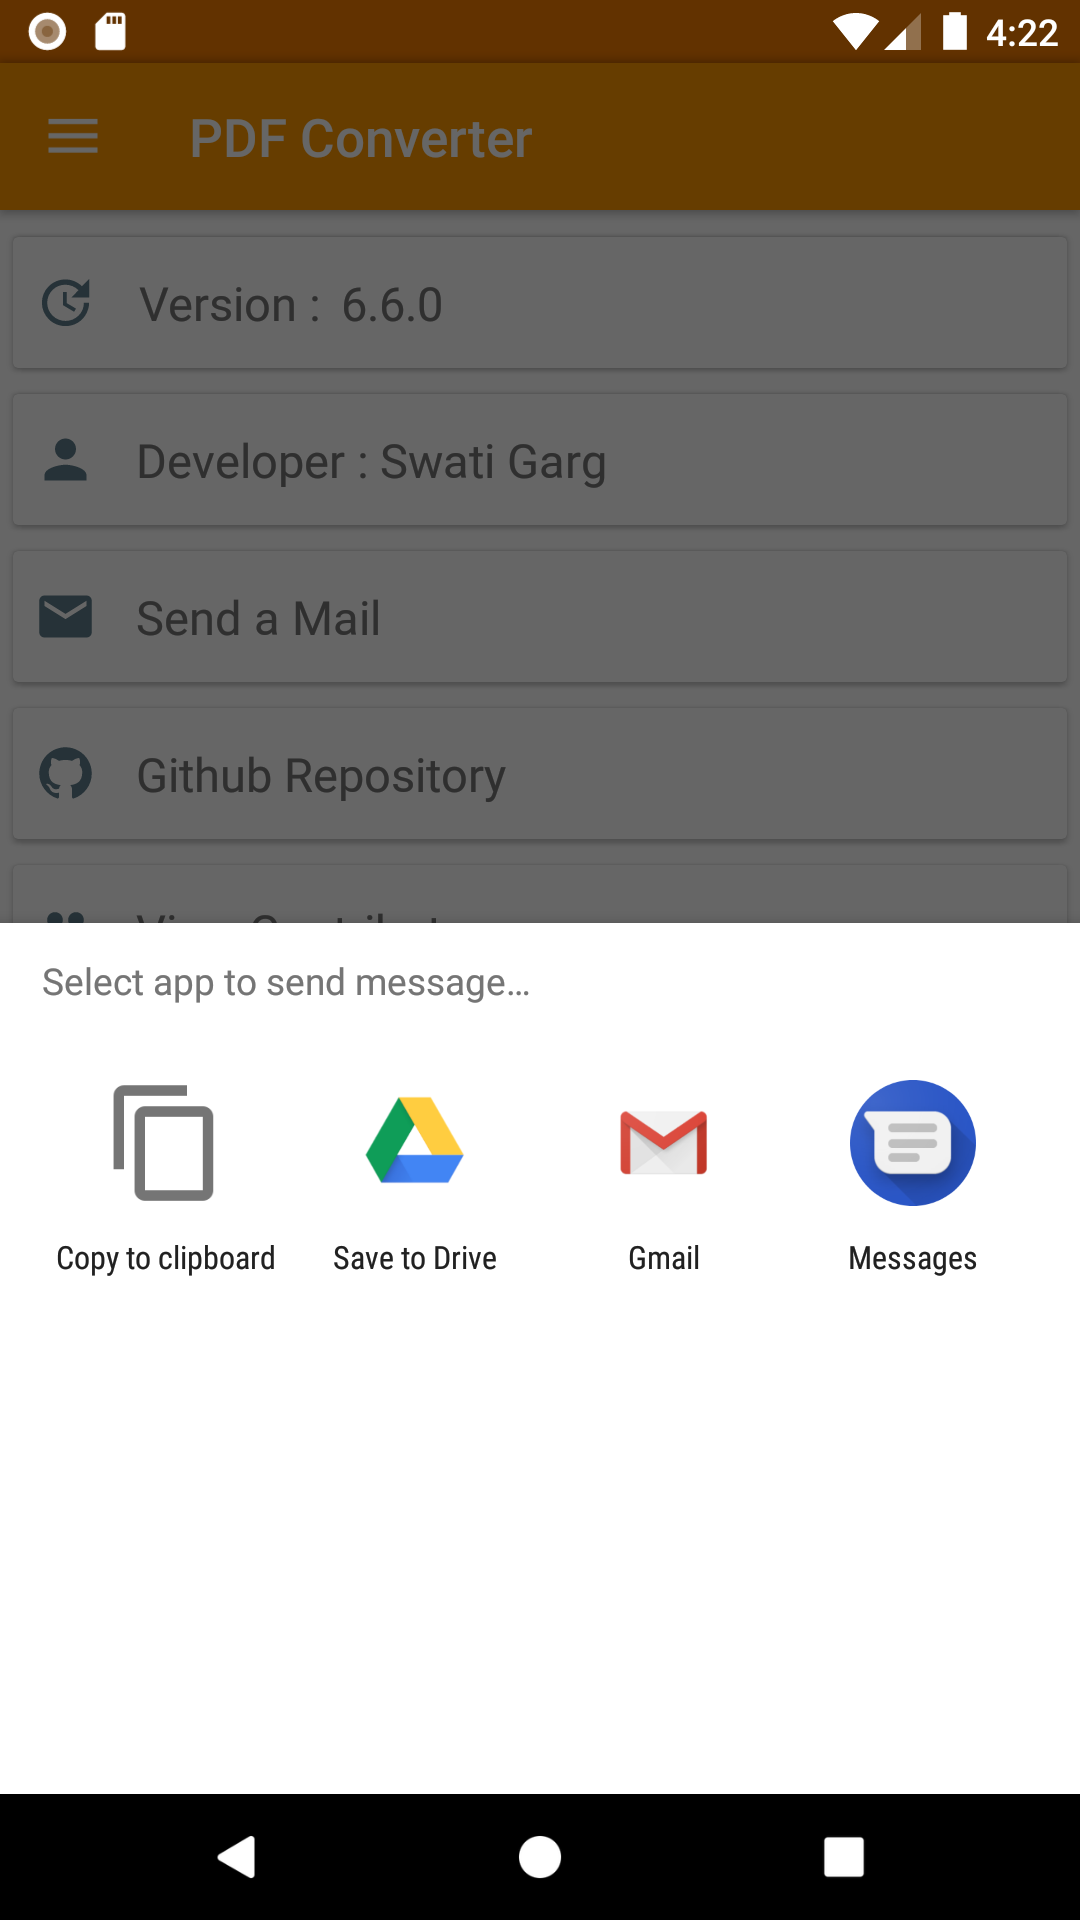 4:22
PDF Converter
Version : 6.6.0
Developer : Swati Garg
Send a Mail
Github Repository
Select app to send message…
Copy to clipboard
Save to Drive
Gmail
Messages